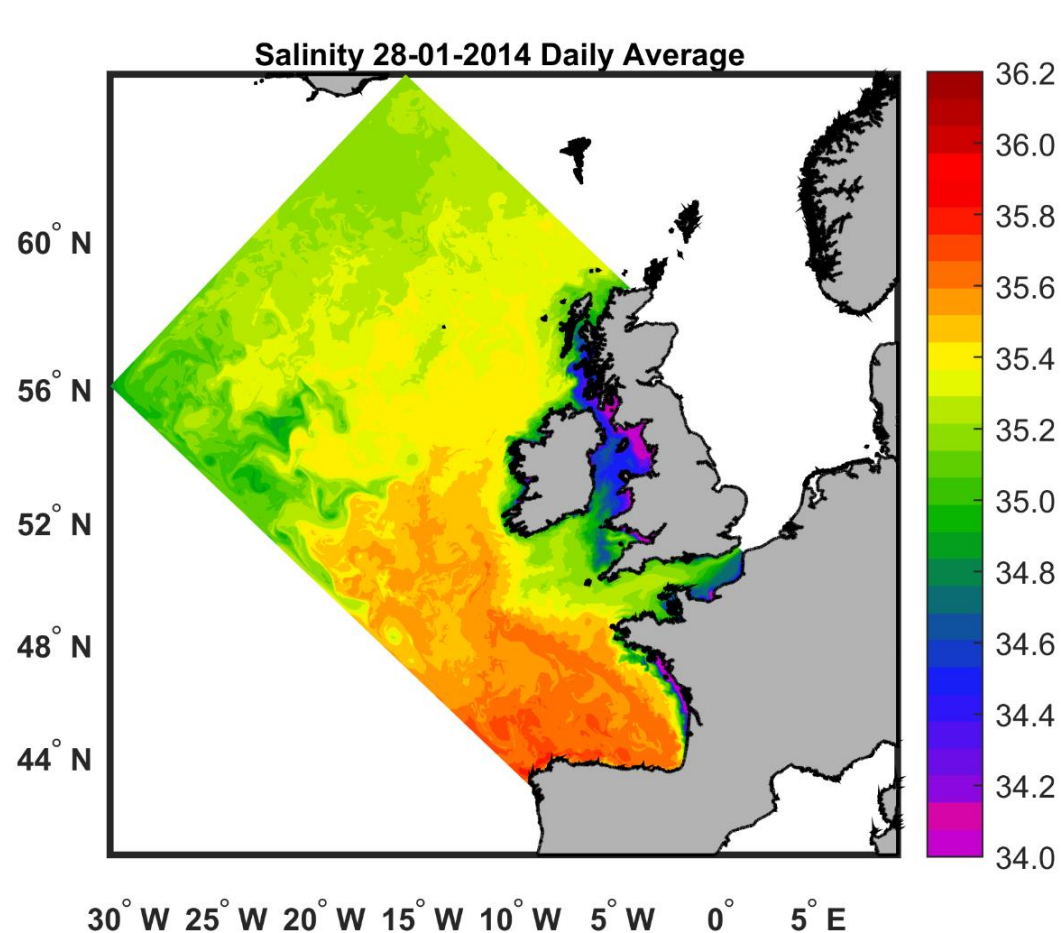 Salinity 28-01-2014 Daily Average
36.2
36.0
35.8
35.6
35.4
35.2
35.0
34.8
34.6
34.4
34.2
34.0
60° N
56° N
52° N
48° N
44° N
30° W 25° W 20° W 15° W 10° W 5° W 0° 5° E